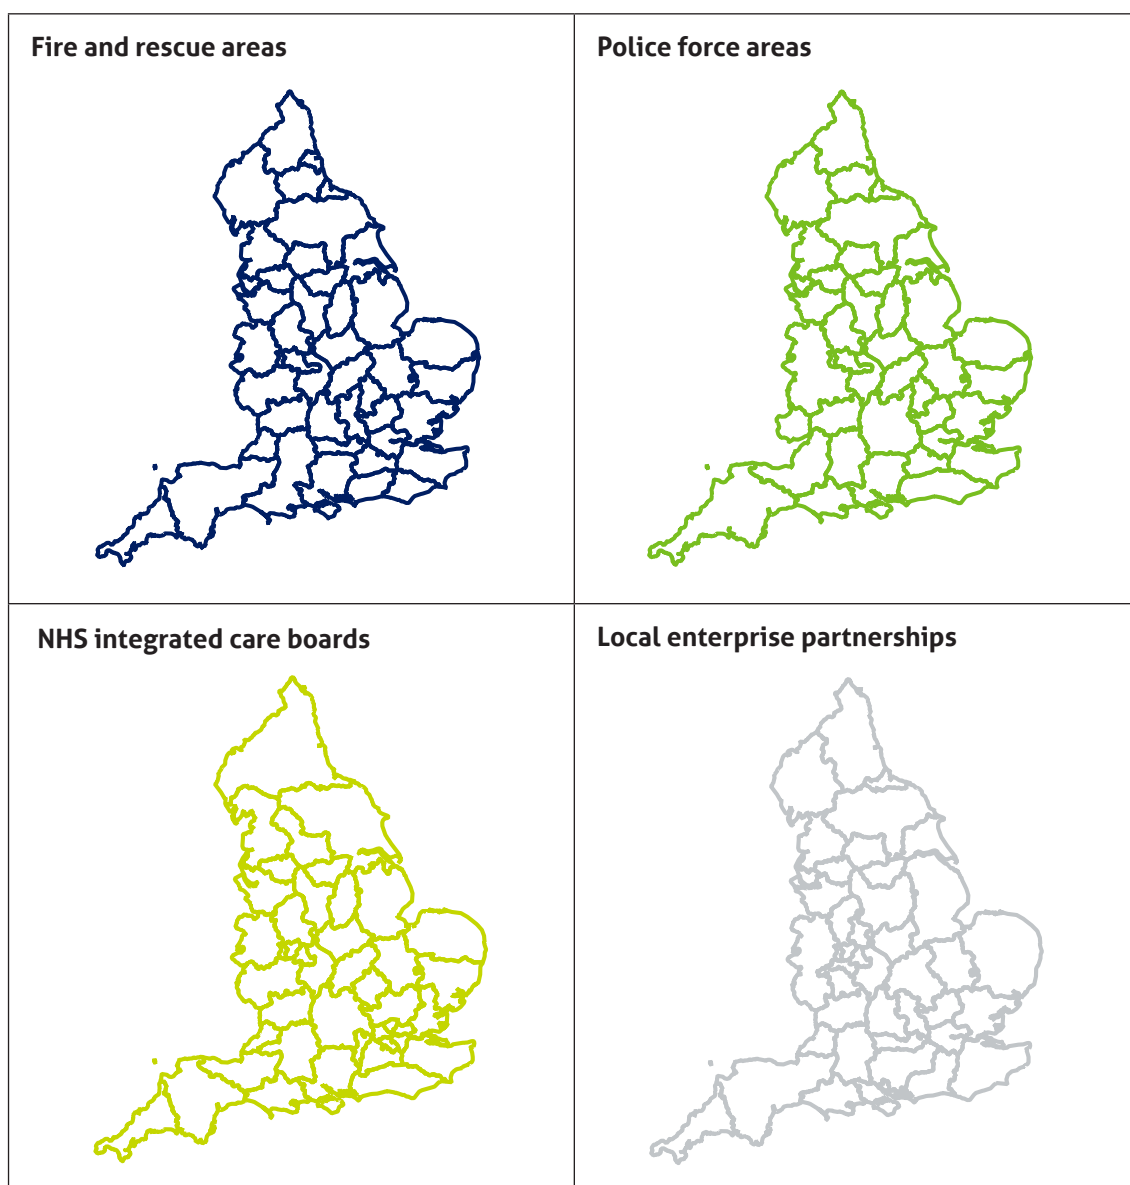 Fire and rescue areas
Police force areas
NHS integrated care boards
Local enterprise partnerships